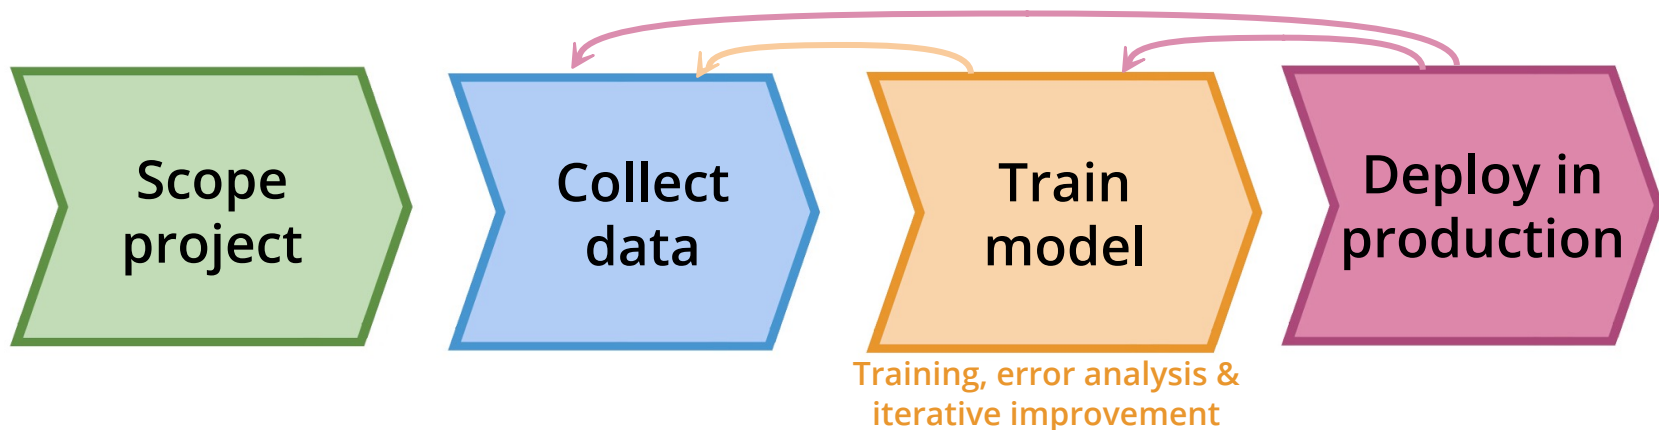 Scope
project
Collect
data
Train
model
Deploy in
production
Training, error analysis &
iterative improvement